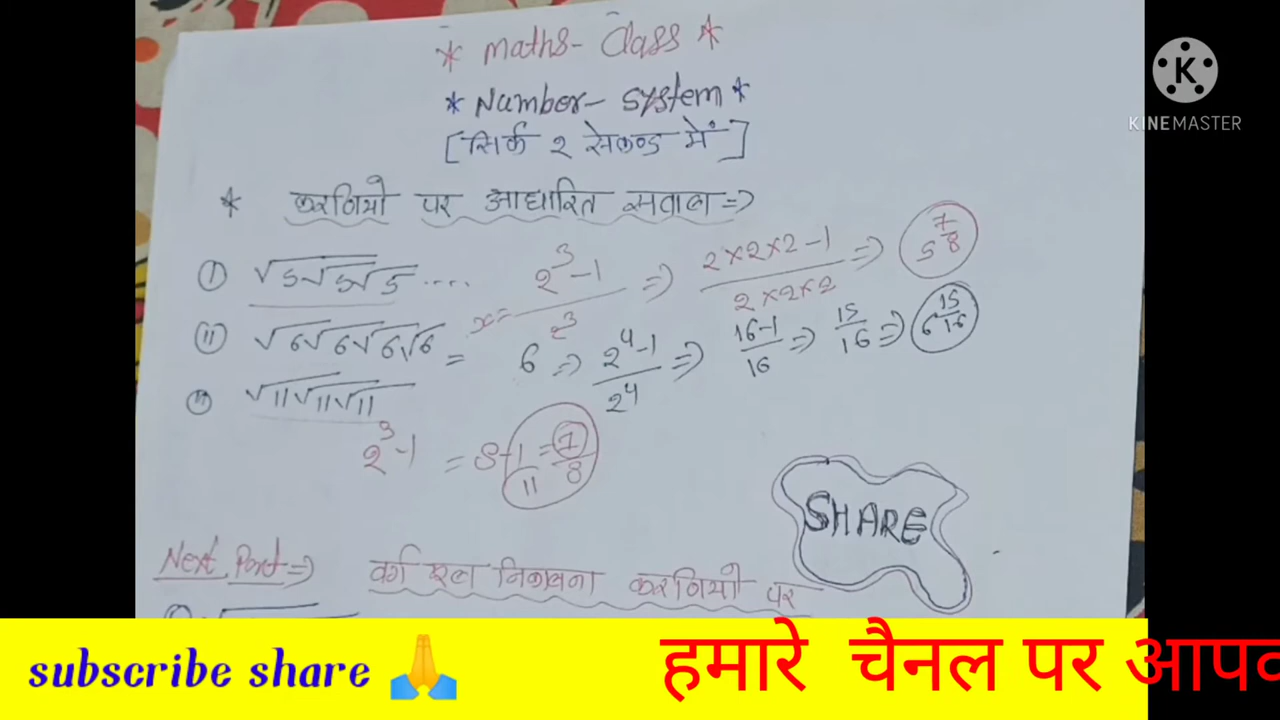 * Maths - Class *
* Number - System *
[सिर्फ २ सेकण्ड में]
KINEMASTER
* करणियो पर आधारित सवाल =>
① √5√5√5 .... x = 2³-1/2³ => 2×2×2-1/2×2×2 => 5^7/8
② √6√6√6√6 = 6 => 2⁴-1/2⁴ => 16-1/16 => 15/16 => 6^15/16
√11√11√11
2³-1 = 8-1 = 7/8
11
SHARE
Next Part => वर्ग मूल निकालना करणियो पर
subscribe share 🙏 हमारे चैनल पर